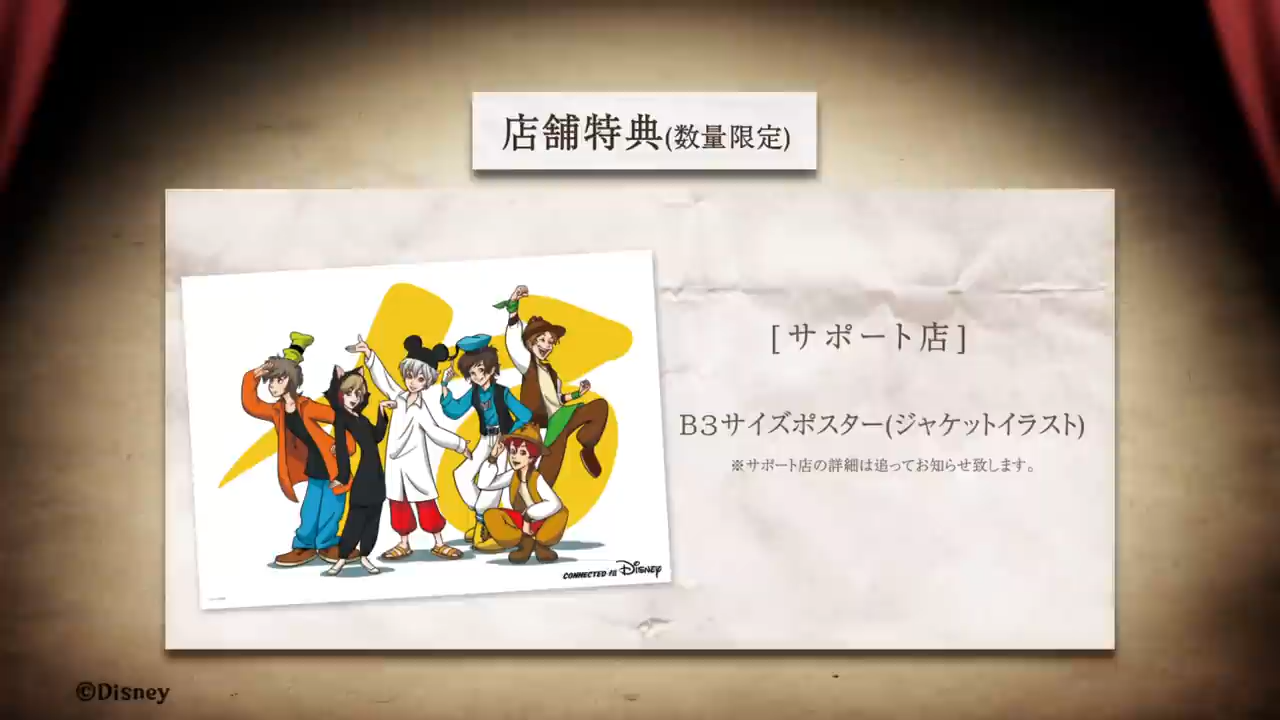 店舗特典(数量限定)
[サポート店]
B3サイズポスター(ジャケットイラスト)
※サポート店の詳細は追ってお知らせ致します。
CONNECTED to Disney
©Disney